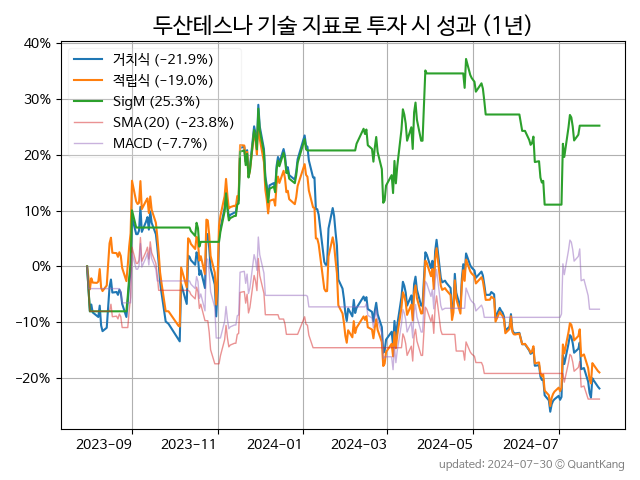 두산테스나 기술 지표로 투자 시 성과 (1년)
40%
30%
20%
10%
0%
−10%
−20%
거치식 (−21.9%)
적립식 (−19.0%)
SigM (25.3%)
SMA(20) (−23.8%)
MACD (−7.7%)
2023-09 2023-11 2024-01 2024-03 2024-05 2024-07
updated: 2024-07-30 © QuantKang